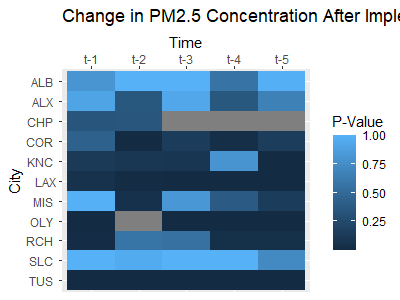 Change in PM2.5 Concentration After Imple
Time
t-1 t-2 t-3 t-4 t-5
City
ALB
ALX
CHP
COR
KNC
LAX
MIS
OLY
RCH
SLC
TUS
P-Value
1.00
0.75
0.50
0.25